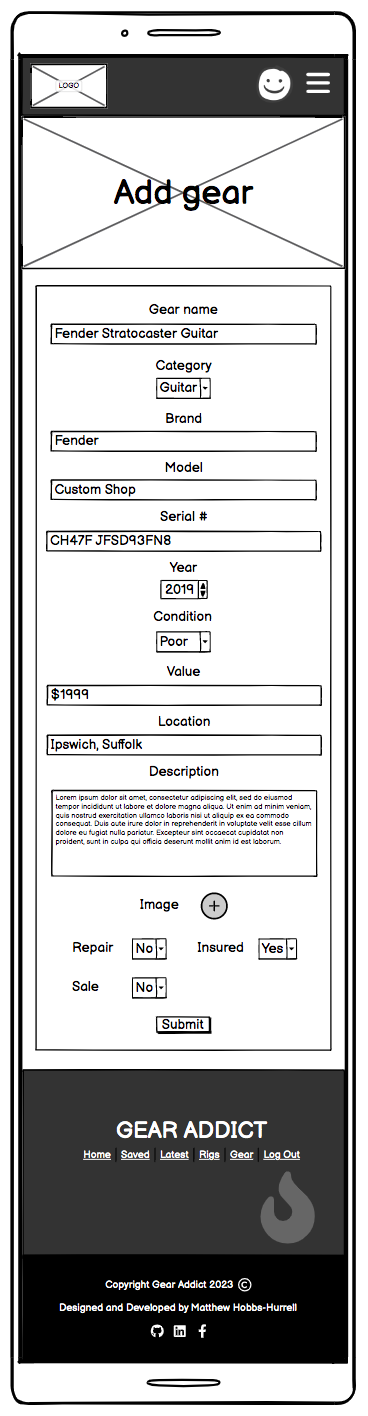 LOGO
Add gear
Gear name
Fender Stratocaster Guitar
Category
Guitar
Brand
Fender
Model
Custom Shop
Serial #
CH47F JFSD93FN8
Year
2019
Condition
Poor
Value
$1999
Location
Ipswich, Suffolk
Description
Lorem ipsum dolor sit amet, consectetur adipiscing elit, sed do eiusmod
tempor incididunt ut labore et dolore magna aliqua. Ut enim ad minim veniam,
quis nostrud exercitation ullamco laboris nisi ut aliquip ex ea commodo
consequat. Duis aute irure dolor in reprehenderit in voluptate velit esse cillum
dolore eu fugiat nulla pariatur. Excepteur sint occaecat cupidatat non
proident, sunt in culpa qui officia deserunt mollit anim id est laborum.
Image
Repair No Insured Yes
Sale No
Submit
GEAR ADDICT
Home | Saved | Latest | Rigs | Gear | Log Out
Copyright Gear Addict 2023 ©
Designed and Developed by Matthew Hobbs-Hurrell